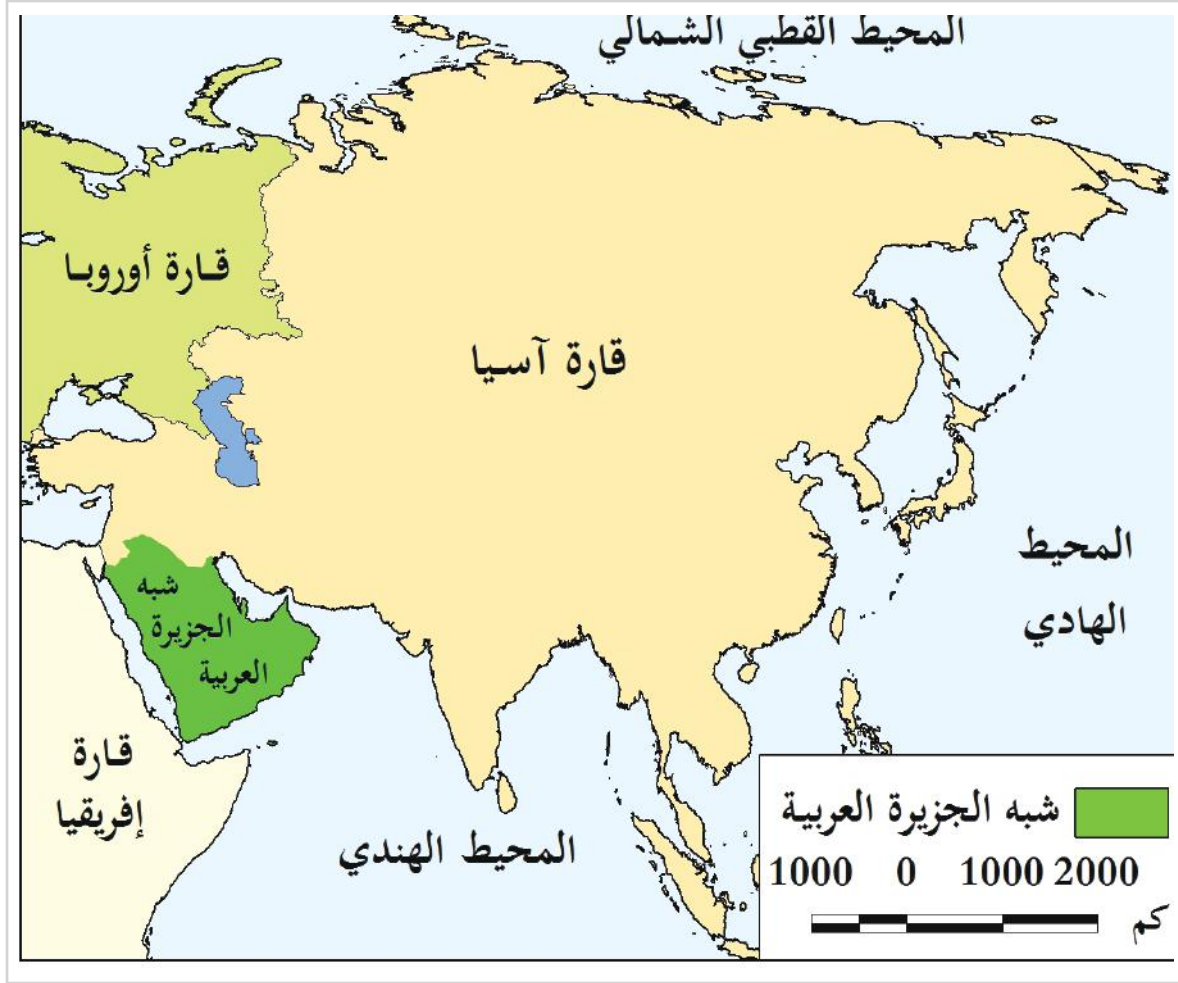 المحيط القطبي الشمالي
قارة أوروبا
قارة آسيا
المحيط
الهادي
شبه
الجزيرة
العربية
قارة
إفريقيا
المحيط الهندي
شبه الجزيرة العربية
1000 0 1000 2000
كم